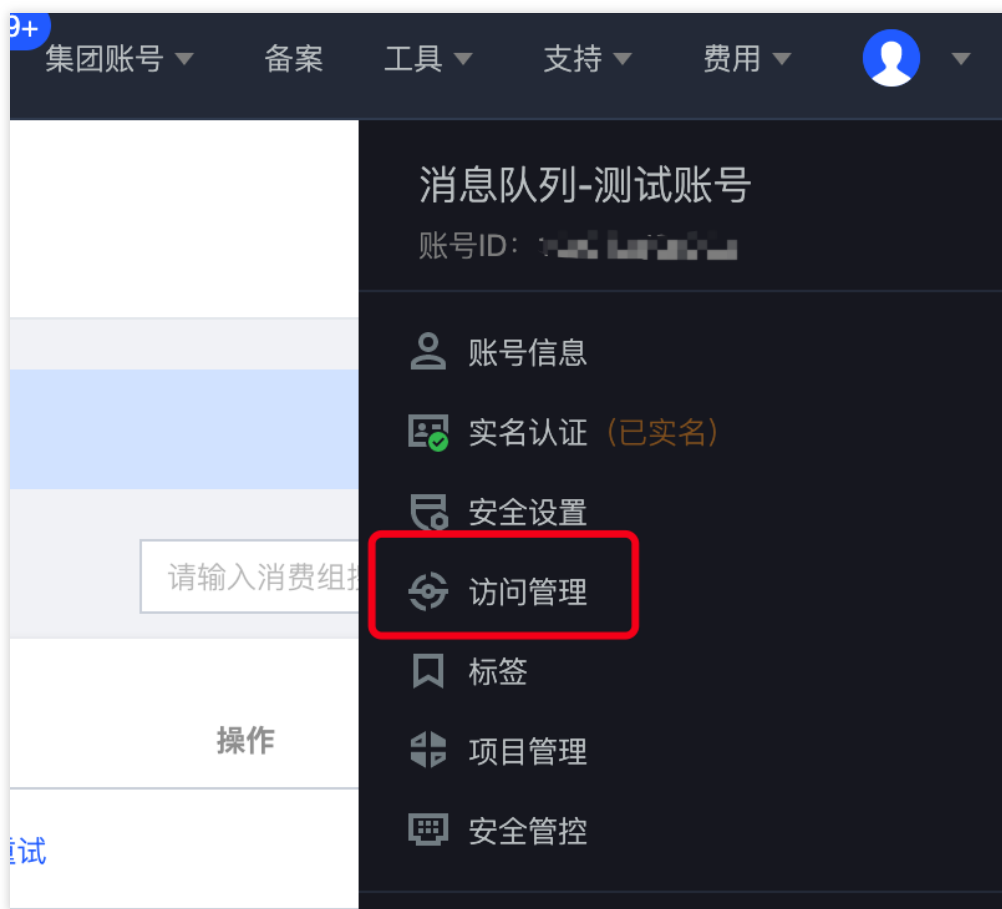 9+
集团账号 备案 工具 支持 费用
消息队列-测试账号
账号ID：
账号信息
实名认证（已实名）
安全设置
请输入消费组
访问管理
标签
操作
项目管理
安全管控
试